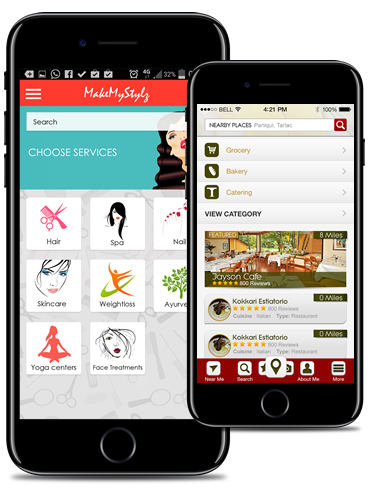 4G 32%
MakeMyStylz
Search
CHOOSE SERVICES
Hair
Spa
Nail
Skincare
Weightloss
Ayurve
Yoga centers
Face Treatments
BELL 4:21 PM 100%
NEARBY PLACES Paniqui, Tarlac
Grocery
Bakery
Catering
VIEW CATEGORY
FEATURED 8 Miles
Jayson Cafe
800 Reviews
0 Miles
Kokkari Estiatorio
800 Reviews
Cuisine : Italian Type: Restaurant
0 Miles
Kokkari Estiatorio
800 Reviews
Cuisine : Italian Type: Restaurant
Near Me
Search
About Me
More